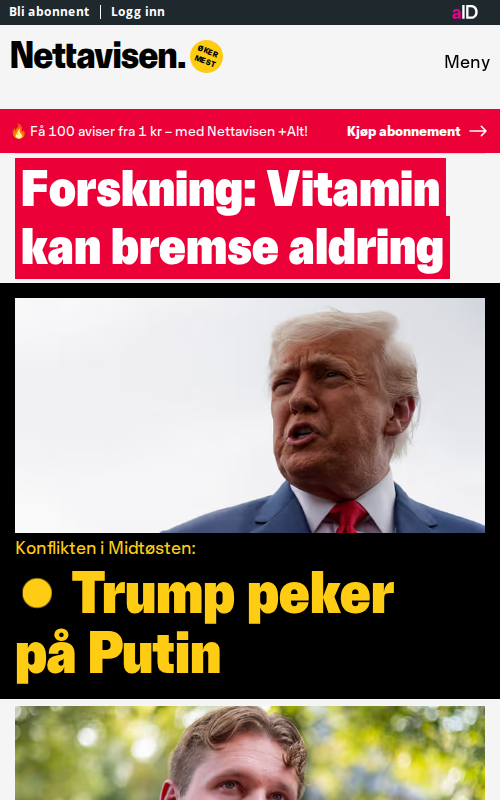 Bli abonnent
Logg inn
aID
Nettavisen.
ØKER
MEST
Meny
🔥 Få 100 aviser fra 1 kr – med Nettavisen +Alt!
Kjøp abonnement →
Forskning: Vitamin
kan bremse aldring
Konflikten i Midtøsten:
Trump peker
på Putin